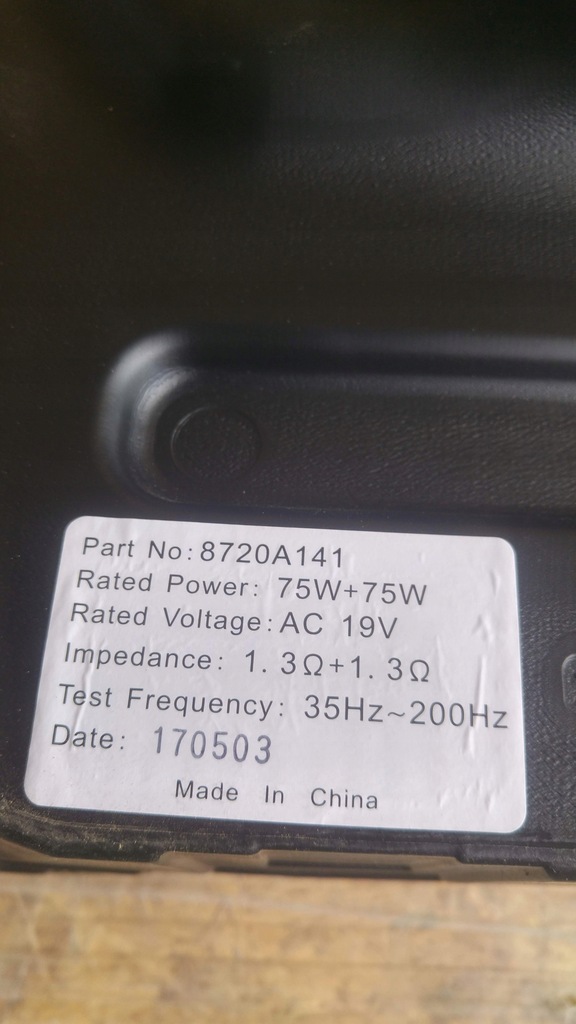 Part No: 8720A141
Rated Power: 75W+75W
Rated Voltage: AC 19V
Impedance: 1.3Ω+1.3Ω
Test Frequency: 35Hz~200Hz
Date: 170503
Made In China